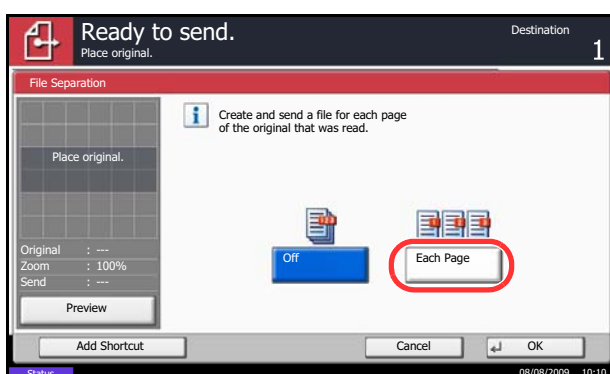 Ready to send.
Destination
Place original.
1
File Separation
Create and send a file for each page
of the original that was read.
Place original.
Original : ---
Zoom : 100%
Send : ---
Off
Each Page
Preview
Add Shortcut
Cancel
OK
Status
08/08/2009 10:10